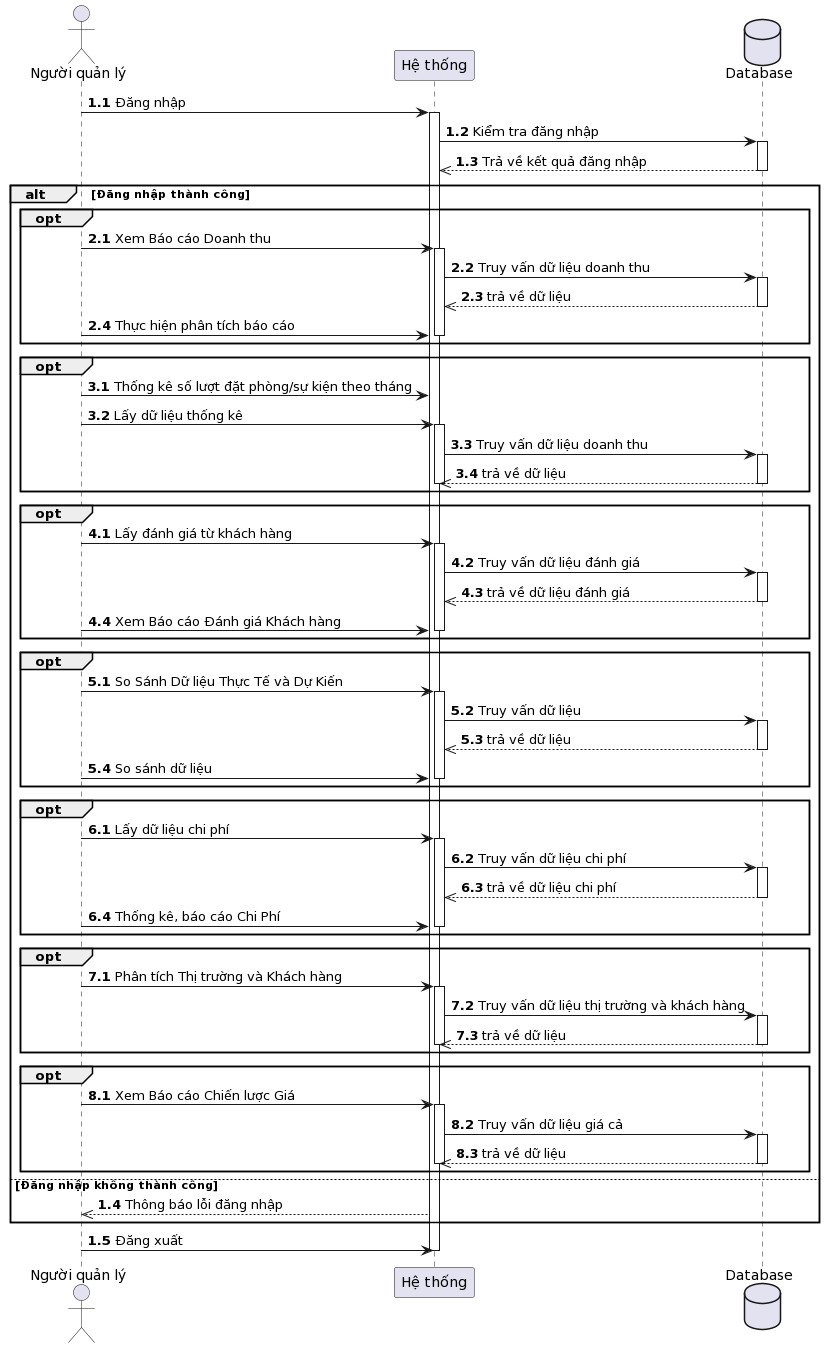 Người quản lý
Hệ thống
Database
1.1 Đăng nhập
1.2 Kiểm tra đăng nhập
1.3 Trả về kết quả đăng nhập
alt [Đăng nhập thành công]
opt
2.1 Xem Báo cáo Doanh thu
2.2 Truy vấn dữ liệu doanh thu
2.3 trả về dữ liệu
2.4 Thực hiện phân tích báo cáo
opt
3.1 Thống kê số lượt đặt phòng/sự kiện theo tháng
3.2 Lấy dữ liệu thống kê
3.3 Truy vấn dữ liệu doanh thu
3.4 trả về dữ liệu
opt
4.1 Lấy đánh giá từ khách hàng
4.2 Truy vấn dữ liệu đánh giá
4.3 trả về dữ liệu đánh giá
4.4 Xem Báo cáo Đánh giá Khách hàng
opt
5.1 So Sánh Dữ liệu Thực Tế và Dự Kiến
5.2 Truy vấn dữ liệu
5.3 trả về dữ liệu
5.4 So sánh dữ liệu
opt
6.1 Lấy dữ liệu chi phí
6.2 Truy vấn dữ liệu chi phí
6.3 trả về dữ liệu chi phí
6.4 Thống kê, báo cáo Chi Phí
opt
7.1 Phân tích Thị trường và Khách hàng
7.2 Truy vấn dữ liệu thị trường và khách hàng
7.3 trả về dữ liệu
opt
8.1 Xem Báo cáo Chiến lược Giá
8.2 Truy vấn dữ liệu giá cả
8.3 trả về dữ liệu
[Đăng nhập không thành công]
1.4 Thông báo lỗi đăng nhập
1.5 Đăng xuất
Người quản lý
Hệ thống
Database